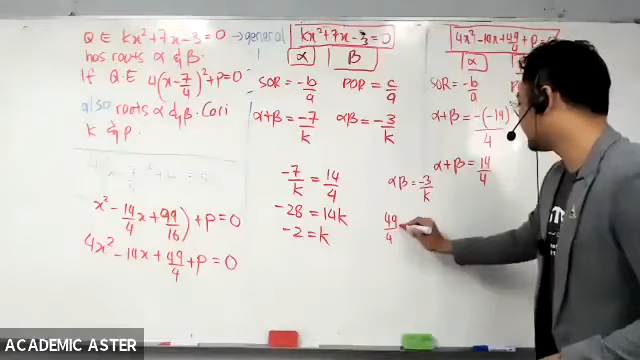 Q.E kx²+7x-3=0 → general
has roots α & β.
If Q.E 4(x-7/4)²+p=0
also roots α & β. Cari
k & p.
x² - 14/4 x + 49/16) + p = 0
4x² - 14x + 49/4 + p = 0
kx²+7x-3=0
α β
SOR = -b/a POR = c/a
α+β = -7/k αβ = -3/k
-7/k = 14/4
-28 = 14k
-2 = k
αβ = -3/k
49/4
4x²-14x+49/4+p=0
α
SOR = -b/a
α+β = -(-14)/4
α+β = 14/4
ACADEMIC ASTER